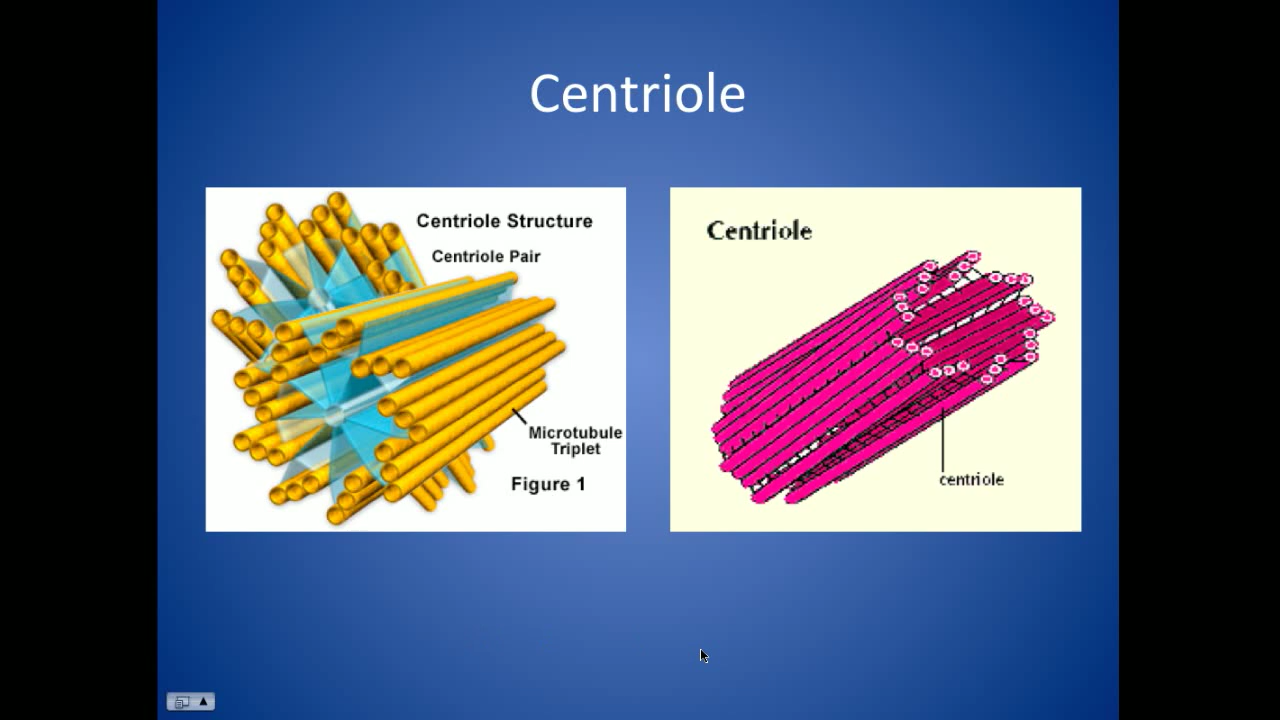 Centriole
Centriole Structure
Centriole Pair
Microtubule
Triplet
Figure 1
Centriole
centriole